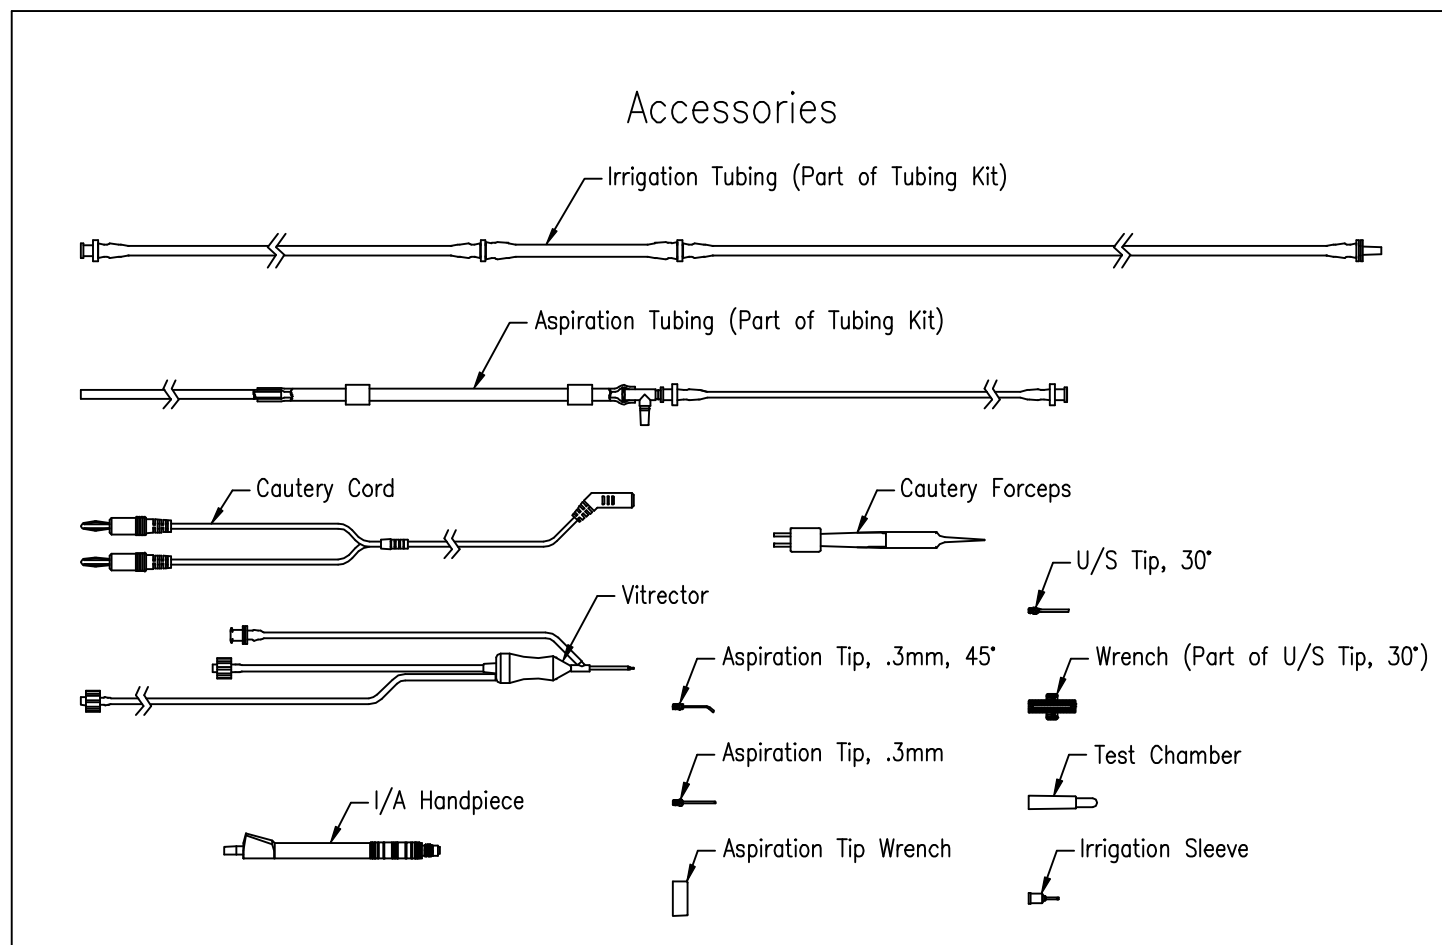 Accessories
Irrigation Tubing (Part of Tubing Kit)
Aspiration Tubing (Part of Tubing Kit)
Cautery Cord
Cautery Forceps
U/S Tip, 30°
Vitrector
Aspiration Tip, .3mm, 45°
Wrench (Part of U/S Tip, 30°)
Aspiration Tip, .3mm
Test Chamber
I/A Handpiece
Aspiration Tip Wrench
Irrigation Sleeve